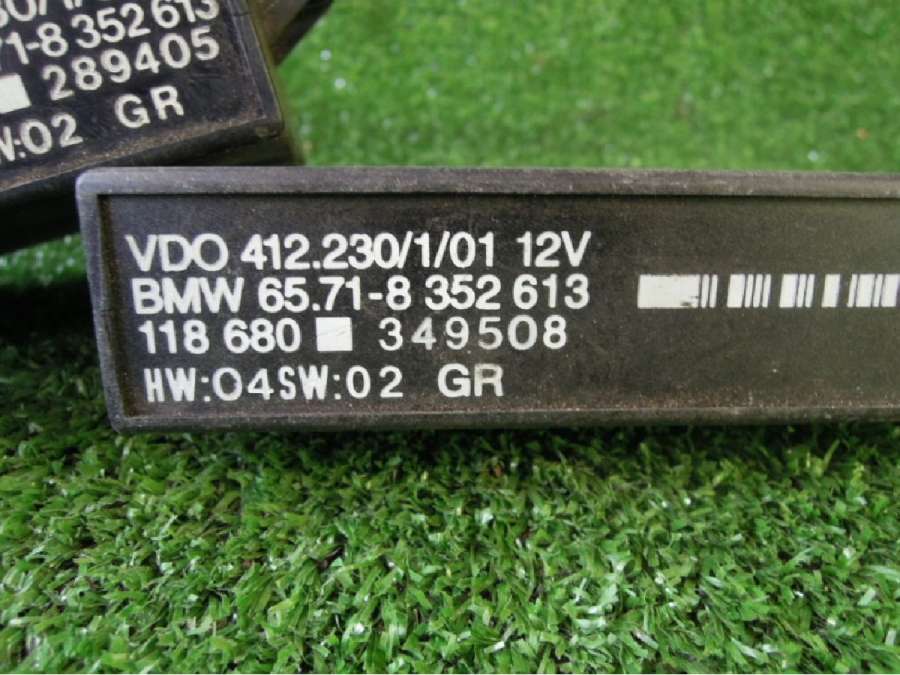 71-8 352 613
289405
W:02 GR
VDO 412.230/1/01 12V
BMW 65.71-8 352 613
118 680 349508
HW:04SW:02 GR